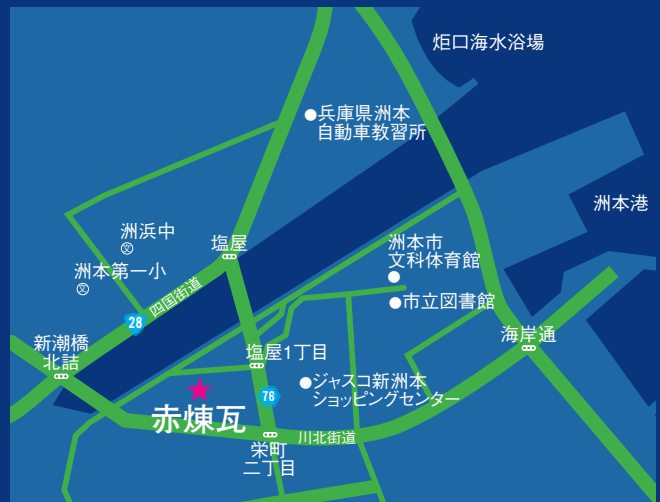 炬口海水浴場
兵庫県洲本
自動車教習所
洲本港
洲浜中
文
塩屋
洲本市
文科体育館
洲本第一小
文
四国街道
市立図書館
28
海岸通
新潮橋
北詰
塩屋1丁目
ジャスコ新洲本
ショッピングセンター
76
赤煉瓦
川北街道
栄町
二丁目